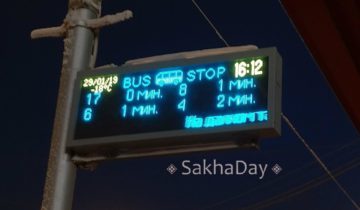 29/01/19 BUS STOP 16:12
-38°C
17 0 МИН. 8 1 МИН.
6 1 МИН. 4 2 МИН.
SakhaDay